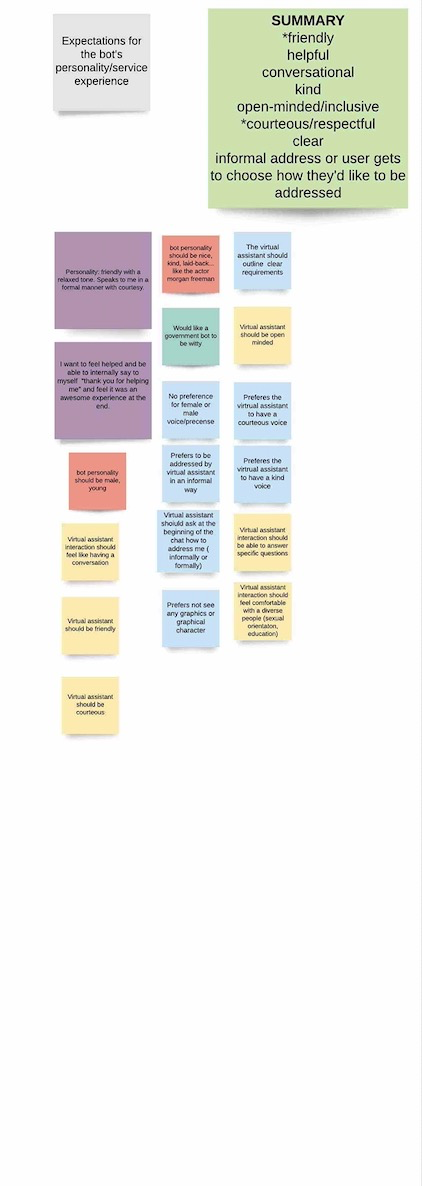 Expectations for
the bot's
personality/service
experience
SUMMARY
*friendly
helpful
conversational
kind
open-minded/inclusive
*courteous/respectful
clear
informal address or user gets
to choose how they'd like to be
addressed
Personality: friendly with a
relaxed tone. Speaks to me in a
formal manner with courtesy.
I want to feel helped and be
able to internally say to
myself "thank you for helping
me" and feel it was an
awesome experience at the
end.
bot personality
should be male,
young
Virtual assistant
interaction should
feel like having a
conversation
Virtual assistant
should be friendly
Virtual assistant
should be
courteous
bot personality
should be nice,
kind, laid-back...
like the actor
morgan freeman
Would like a
government bot to
be witty
No preference
for female or
male
voice/precense
Prefers to be
addressed by
virtual assistant
in an informal
way
Virtual assistant
should ask at the
beginning of the
chat how to
address me (
informally or
formally)
Prefers not see
any graphics or
graphical
character
The virtual
assistant should
outline clear
requirements
Virtual assistant
should be open
minded
Preferes the
virtrual assistant
to have a
courteous voice
Preferes the
virtrual assistant
to have a kind
voice
Virtual assistant
interaction should
be able to answer
specific questions
Virtual assistant
interaction should
feel comfortable
with a diverse
people (sexual
orientaton,
education)